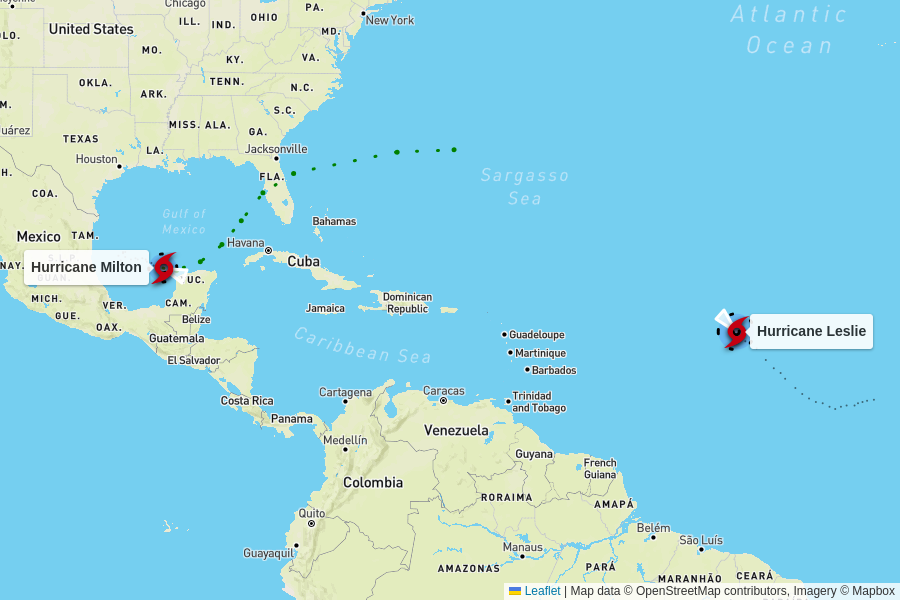 Chicago
United States
ILL.
IND.
OHIO
PA.
New York
MD.
MO.
KY.
VA.
OKLA.
ARK.
TENN.
N.C.
S.C.
MISS.
ALA.
GA.
TEXAS
LA.
Jacksonville
Houston
FLA.
COA.
Atlantic
Ocean
Sargasso
Sea
Gulf of
Mexico
Mexico
TAM.
Bahamas
Havana
Cuba
NAY.
Hurricane Milton
UC.
MICH.
VER.
CAM.
GUE.
OAX.
Belize
Guatemala
El Salvador
Jamaica
Dominican
Republic
Caribbean Sea
Guadeloupe
Martinique
Barbados
Hurricane Leslie
Costa Rica
Panama
Cartagena
Caracas
Trinidad
and Tobago
Venezuela
Medellín
Colombia
Guyana
French
Guiana
RORAIMA
AMAPÁ
Quito
Guayaquil
Belém
São Luís
Manaus
AMAZONAS
PARÁ
MARANHÃO
CEARÁ
Leaflet | Map data © OpenStreetMap contributors, Imagery © Mapbox